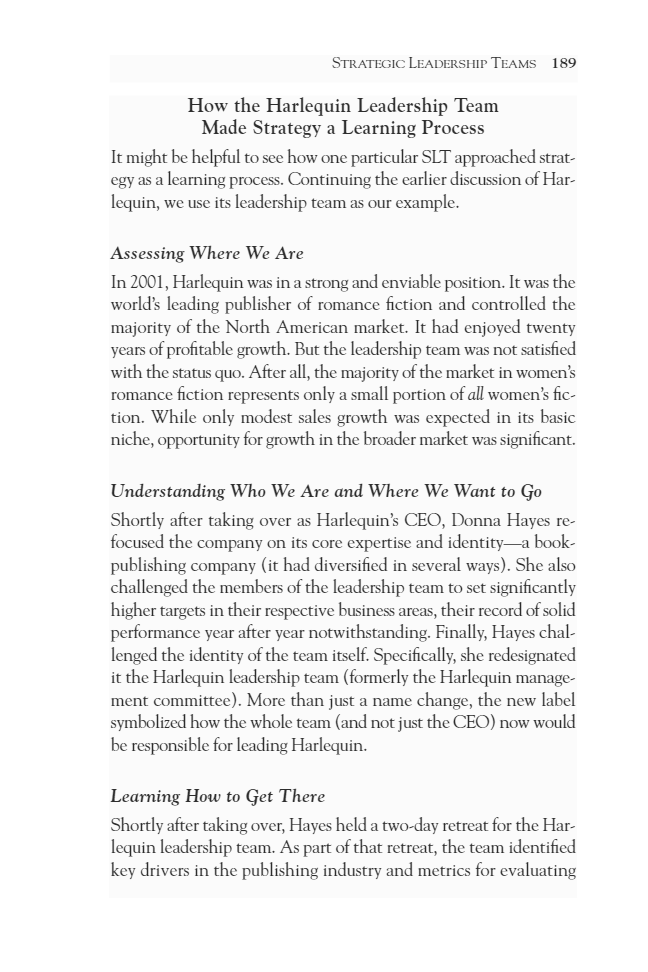 STRATEGIC LEADERSHIP TEAMS 189
How the Harlequin Leadership Team
Made Strategy a Learning Process
It might be helpful to see how one particular SLT approached strat-
egy as a learning process. Continuing the earlier discussion of Har-
lequin, we use its leadership team as our example.
Assessing Where We Are
In 2001, Harlequin was in a strong and enviable position. It was the
world’s leading publisher of romance fiction and controlled the
majority of the North American market. It had enjoyed twenty
years of profitable growth. But the leadership team was not satisfied
with the status quo. After all, the majority of the market in women’s
romance fiction represents only a small portion of all women’s fic-
tion. While only modest sales growth was expected in its basic
niche, opportunity for growth in the broader market was significant.
Understanding Who We Are and Where We Want to Go
Shortly after taking over as Harlequin’s CEO, Donna Hayes re-
focused the company on its core expertise and identity—a book-
publishing company (it had diversified in several ways). She also
challenged the members of the leadership team to set significantly
higher targets in their respective business areas, their record of solid
performance year after year notwithstanding. Finally, Hayes chal-
lenged the identity of the team itself. Specifically, she redesignated
it the Harlequin leadership team (formerly the Harlequin manage-
ment committee). More than just a name change, the new label
symbolized how the whole team (and not just the CEO) now would
be responsible for leading Harlequin.
Learning How to Get There
Shortly after taking over, Hayes held a two-day retreat for the Har-
lequin leadership team. As part of that retreat, the team identified
key drivers in the publishing industry and metrics for evaluating